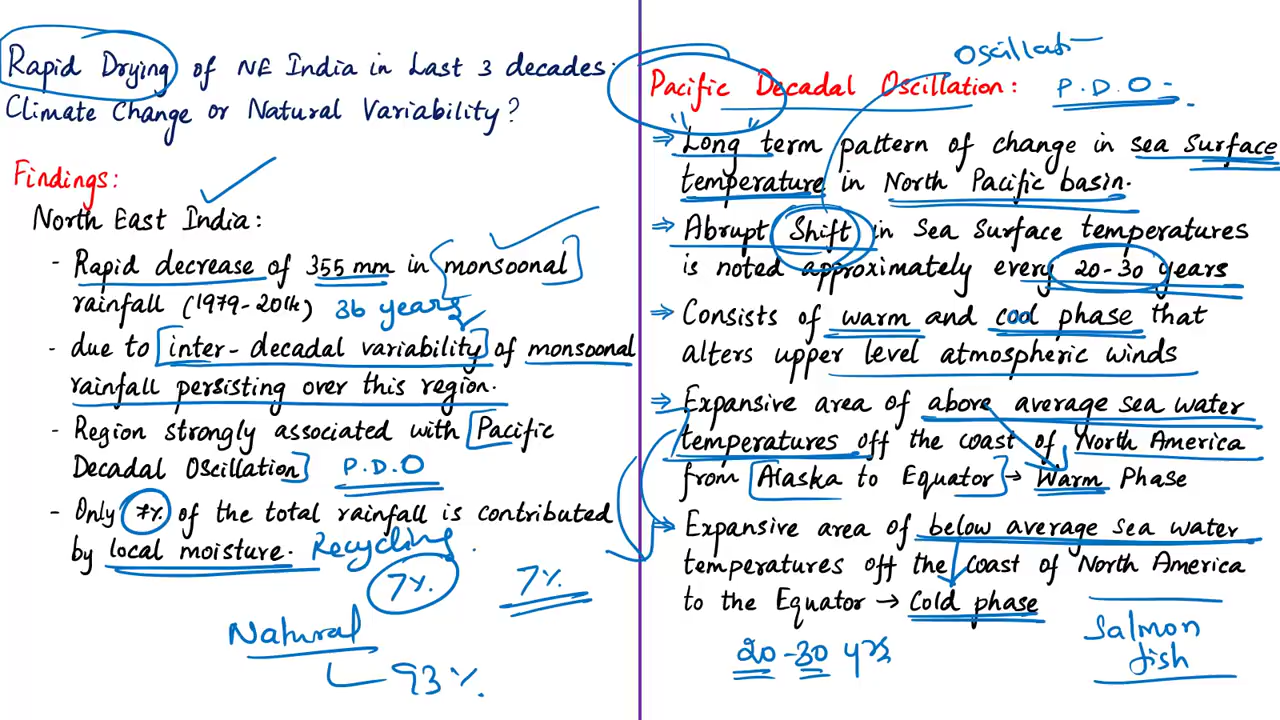 Rapid Drying of NE India in Last 3 decades:
Climate Change or Natural Variability?
Findings:
North East India:
- Rapid decrease of 355 mm in [monsoonal]
rainfall (1979-2014) 36 years
- due to [inter-decadal variability] of monsoonal
rainfall persisting over this region.
- Region strongly associated with [Pacific
Decadal Oscillation] P.D.O
- Only 7% of the total rainfall is contributed
by local moisture. Recycling.
7%. 7%.
Natural
93%.
Oscillati
Pacific Decadal Oscillation: P.D.O-
⇒ "Long" term pattern of change in sea surface
temperature in North Pacific basin.
⇒ Abrupt Shift in Sea Surface temperatures
is noted approximately every 20-30 years
⇒ Consists of warm and cool phase that
alters upper level atmospheric winds
⇒ Expansive area of above average sea water
temperatures off the coast of North America
from [Alaska to Equator] → Warm Phase
⇒ Expansive area of below average sea water
temperatures off the coast of North America
to the Equator → Cold phase
20-30 yrs
Salmon
fish